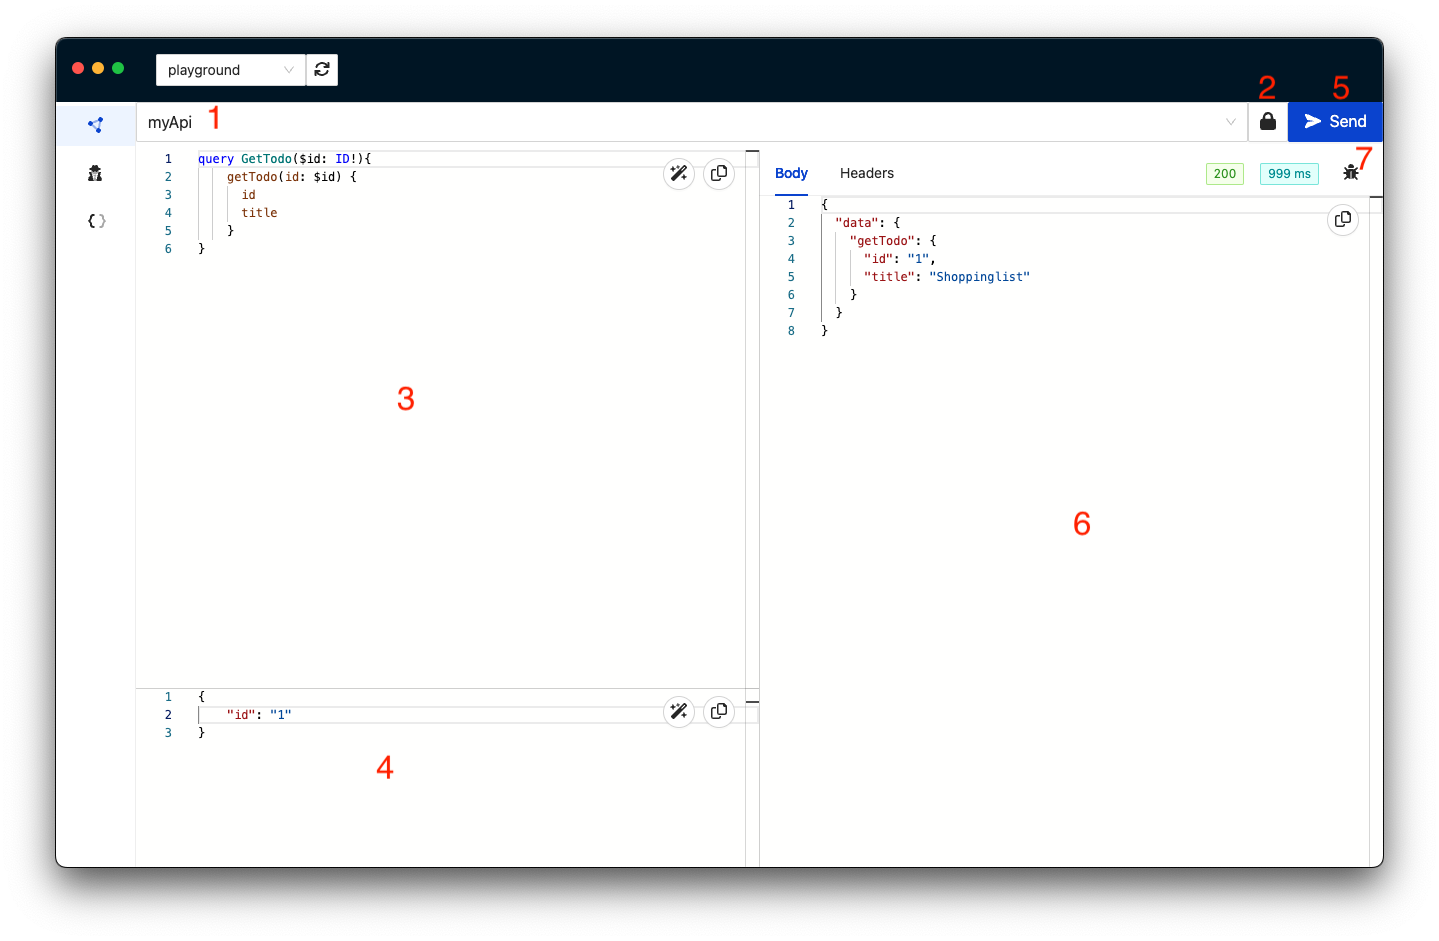 playground
2
5
myApi
1
Send
7
1 query GetTodo($id: ID!){
2 getTodo(id: $id) {
3 id
4 title
5 }
6 }
3
1 {
2 "id": "1"
3 }
4
Body Headers 200 999 ms
1 {
2 "data": {
3 "getTodo": {
4 "id": "1",
5 "title": "Shoppinglist"
6 }
7 }
8 }
6